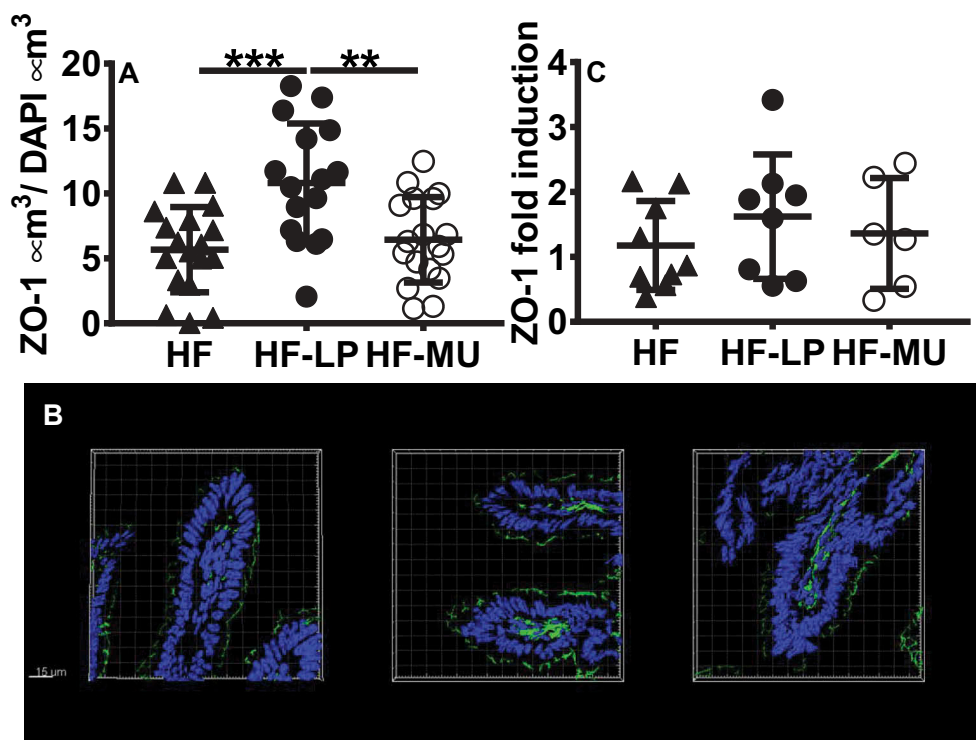 A
ZO-1 ∝m³/ DAPI ∝m³
20
15
10
5
0
*** **
HF HF-LP HF-MU
C
ZO-1 fold induction
4
3
2
1
0
HF HF-LP HF-MU
B
15 µm